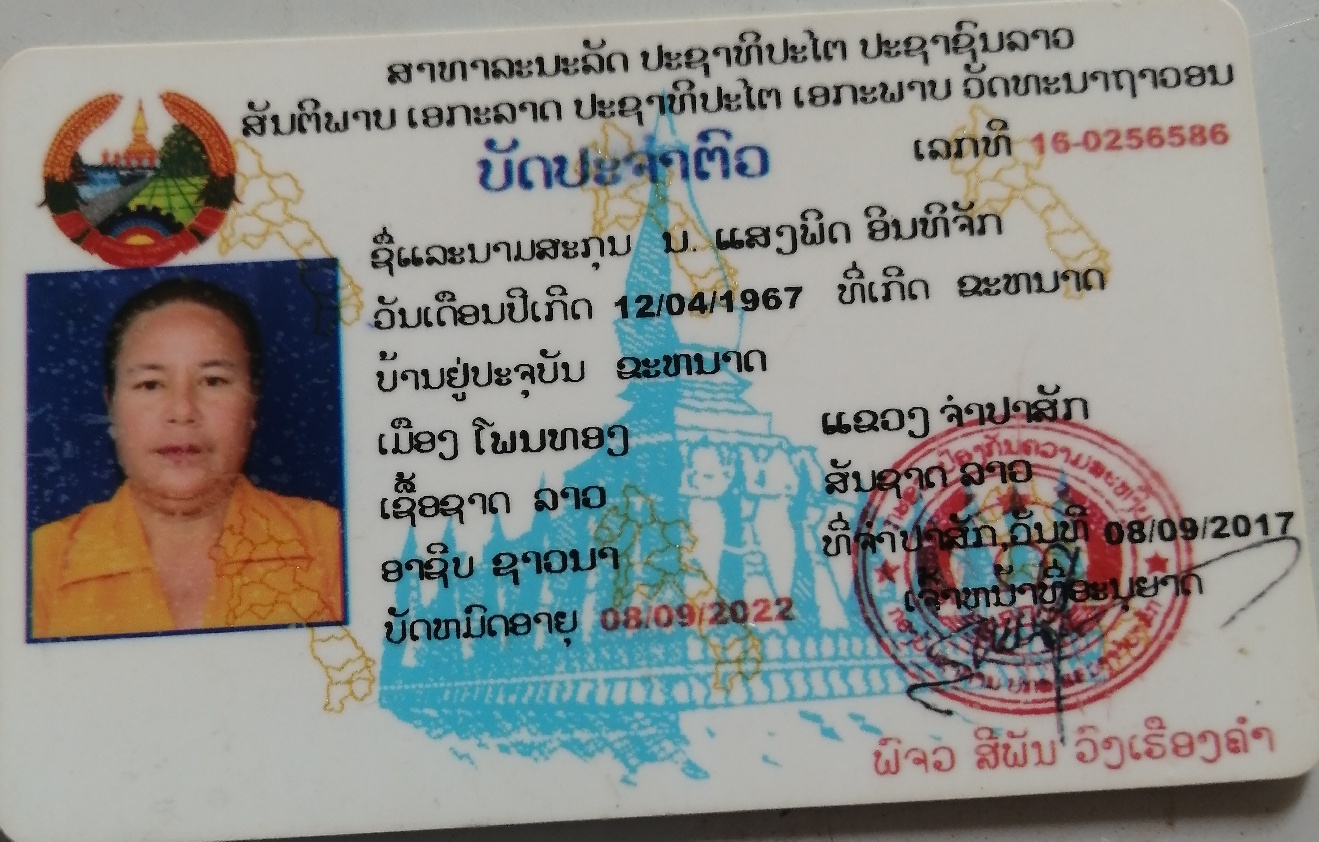 ສາທາລະນະລັດ ປະຊາທິປະໄຕ ປະຊາຊົນລາວ
ສັນຕິພາບ ເອກະລາດ ປະຊາທິປະໄຕ ເອກະພາບ ວັດທະນາຖາວອນ
ບັດປະຈຳຕົວ
ເລກທີ 16-0256586
ຊື່ແລະນາມສະກຸນ ນ. ແສງພິດ ອິນທິຈັກ
ວັນເດືອນປີເກີດ 12/04/1967 ທີ່ເກີດ ຂະຫນາດ
ບ້ານຢູ່ປະຈຸບັນ ຂະຫນາດ
ເມືອງ ໂພນທອງ ແຂວງ ຈຳປາສັກ
ເຊື້ອຊາດ ລາວ ສັນຊາດ ລາວ
ອາຊີບ ຊາວນາ ທີ່ຈຳປາສັກ,ວັນທີ 08/09/2017
ບັດຫມົດອາຍຸ 08/09/2022 ເຈົ້າຫນ້າທີ່ອະນຸຍາດ
ພົຈວ ສີພັນ ວົງເຮືອງຄຳ